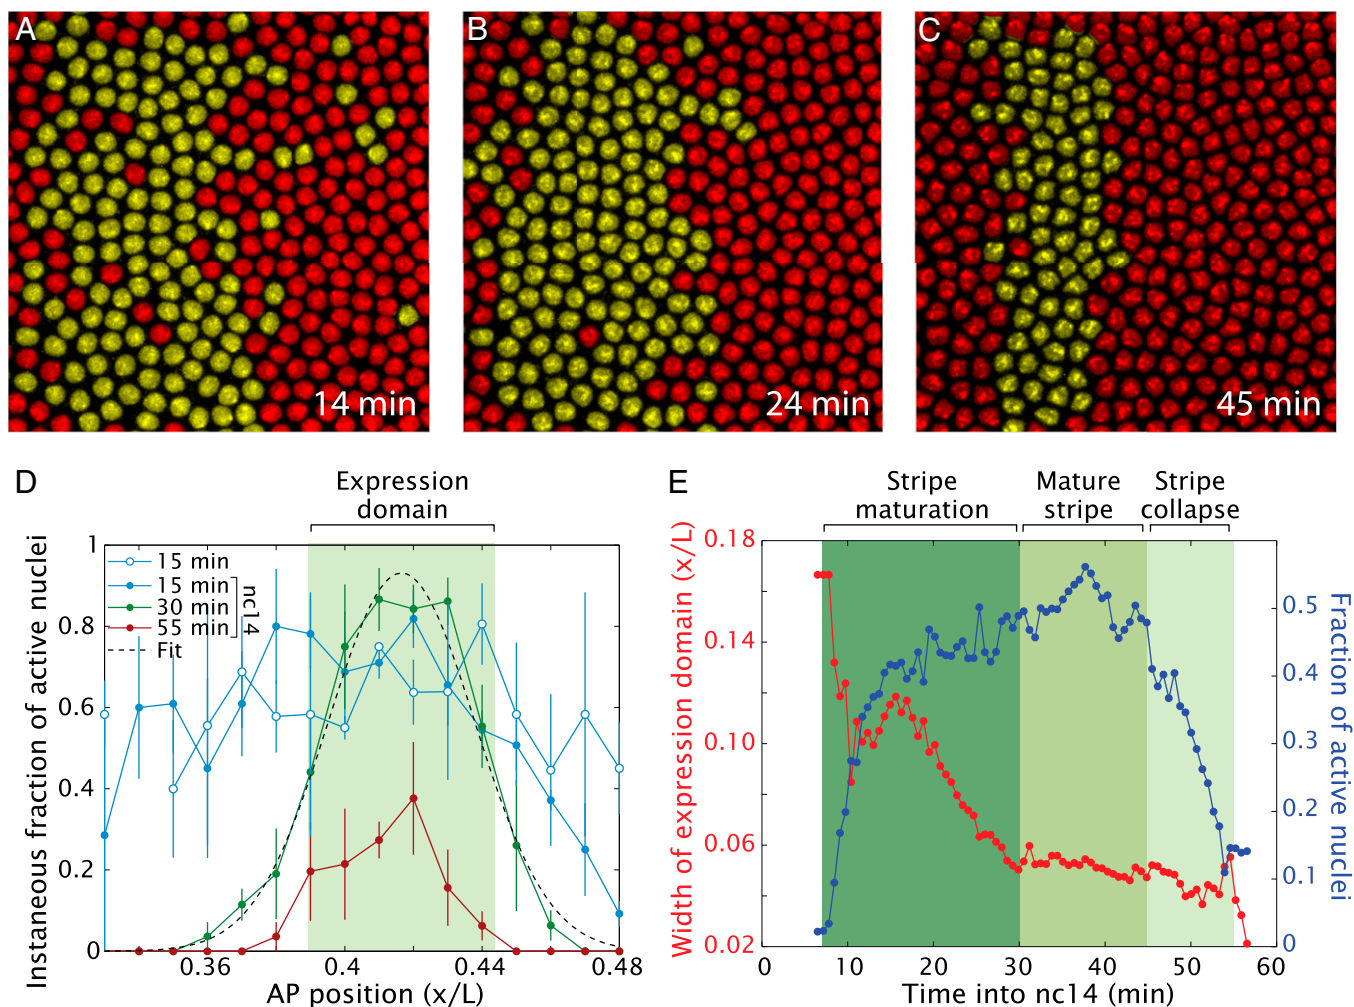 A
B
C
14 min
24 min
45 min
D
Expression
domain
Instaneous fraction of active nuclei
1
0.8
0.6
0.4
0.2
0
15 min
15 min
30 min
55 min
nc14
Fit
0.36
0.4
0.44
0.48
AP position (x/L)
E
Stripe
maturation
Mature
stripe
Stripe
collapse
Width of expression domain (x/L)
0.18
0.14
0.10
0.06
0.02
0
10
20
30
40
50
60
Time into nc14 (min)
0.5
0.4
0.3
0.2
0.1
0
Fraction of active nuclei